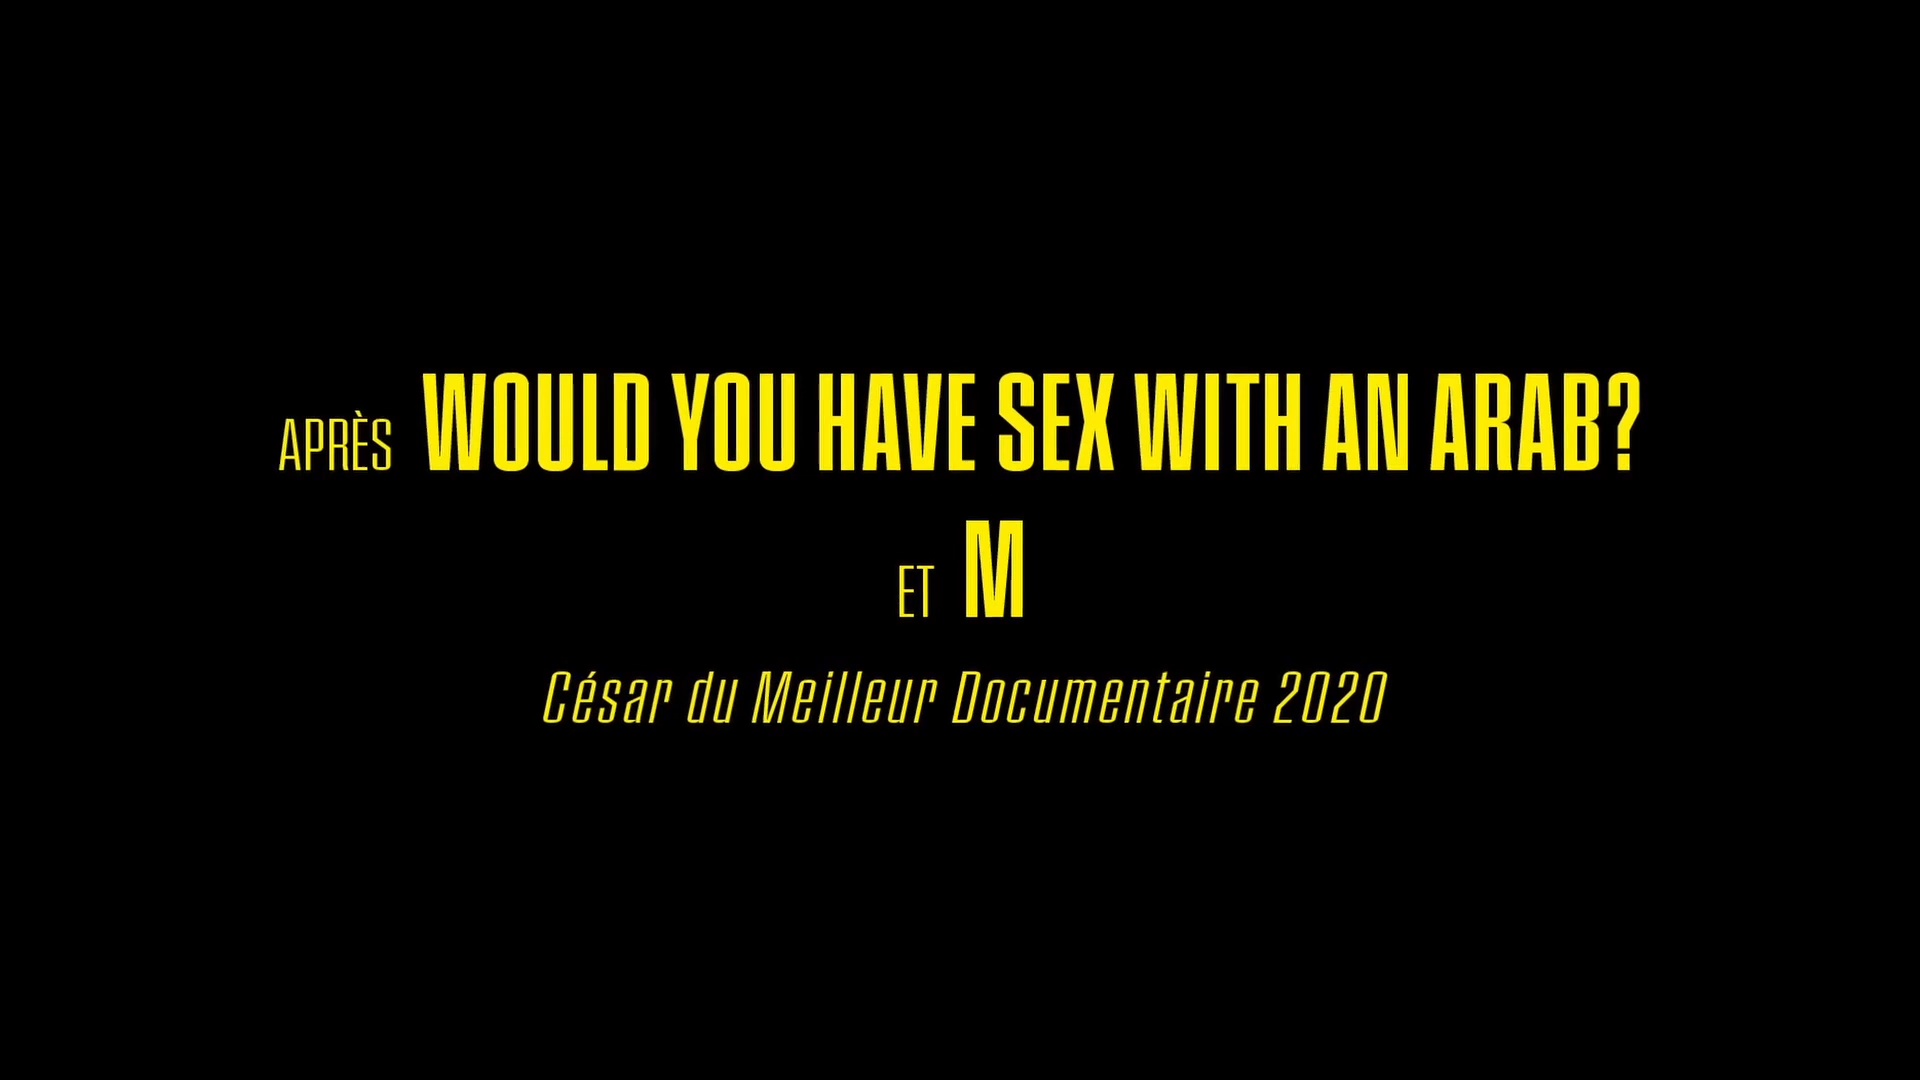 APRÈS WOULD YOU HAVE SEX WITH AN ARAB?
ET M
César du Meilleur Documentaire 2020